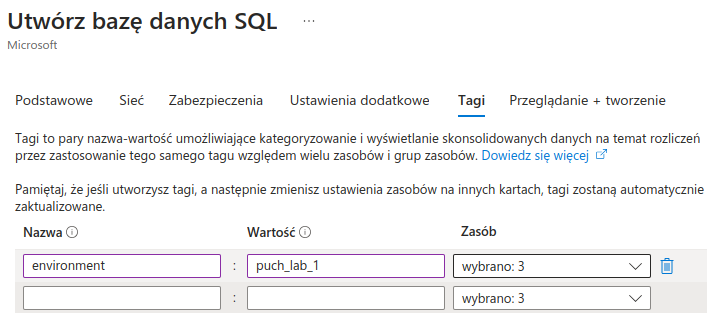 Utwórz bazę danych SQL ...
Microsoft
Podstawowe Sieć Zabezpieczenia Ustawienia dodatkowe Tagi Przeglądanie + tworzenie
Tagi to pary nazwa-wartość umożliwiające kategoryzowanie i wyświetlanie skonsolidowanych danych na temat rozliczeń
przez zastosowanie tego samego tagu względem wielu zasobów i grup zasobów. Dowiedz się więcej
Pamiętaj, że jeśli utworzysz tagi, a następnie zmienisz ustawienia zasobów na innych kartach, tagi zostaną automatycznie
zaktualizowane.
Nazwa Wartość Zasób
environment : puch_lab_1 wybrano: 3
: wybrano: 3